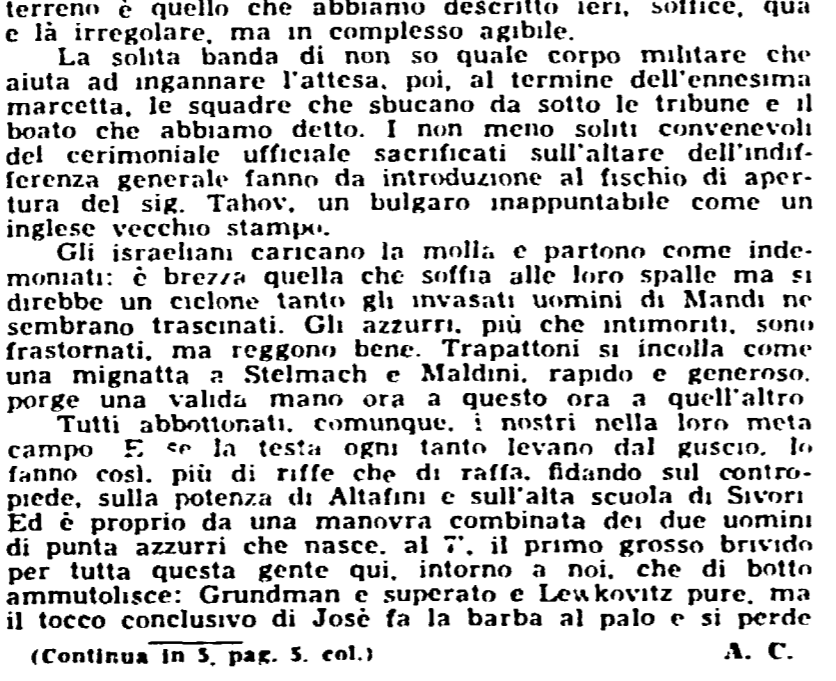 terreno è quello che abbiamo descritto ieri, soffice, qua
e là irregolare, ma in complesso agibile.
La solita banda di non so quale corpo militare che
aiuta ad ingannare l'attesa, poi, al termine dell'ennesima
marcetta, le squadre che sbucano da sotto le tribune e il
boato che abbiamo detto. I non meno soliti convenevoli
del cerimoniale ufficiale sacrificati sull'altare dell'indif-
ferenza generale fanno da introduzione al fischio di aper-
tura del sig. Tahov, un bulgaro inappuntabile come un
inglese vecchio stampo.
Gli israeliani caricano la molla e partono come inde-
moniati: è brezza quella che soffia alle loro spalle ma si
direbbe un ciclone tanto gli invasati uomini di Mandi ne
sembrano trascinati. Gli azzurri, più che intimoriti, sono
frastornati, ma reggono bene. Trapattoni si incolla come
una mignatta a Stelmach e Maldini, rapido e generoso,
porge una valida mano ora a questo ora a quell'altro
Tutti abbottonati, comunque, i nostri nella loro meta
campo E se la testa ogni tanto levano dal guscio, lo
fanno così, più di riffe che di raffa, fidando sul contro-
piede, sulla potenza di Altafini e sull'alta scuola di Sivori
Ed è proprio da una manovra combinata dei due uomini
di punta azzurri che nasce, al 7', il primo grosso brivido
per tutta questa gente qui, intorno a noi, che di botto
ammutolisce: Grundman e superato e Levkovitz pure, ma
il tocco conclusivo di Josè fa la barba al palo e si perde
(Continua in 5. pag. 5. col.) A. C.